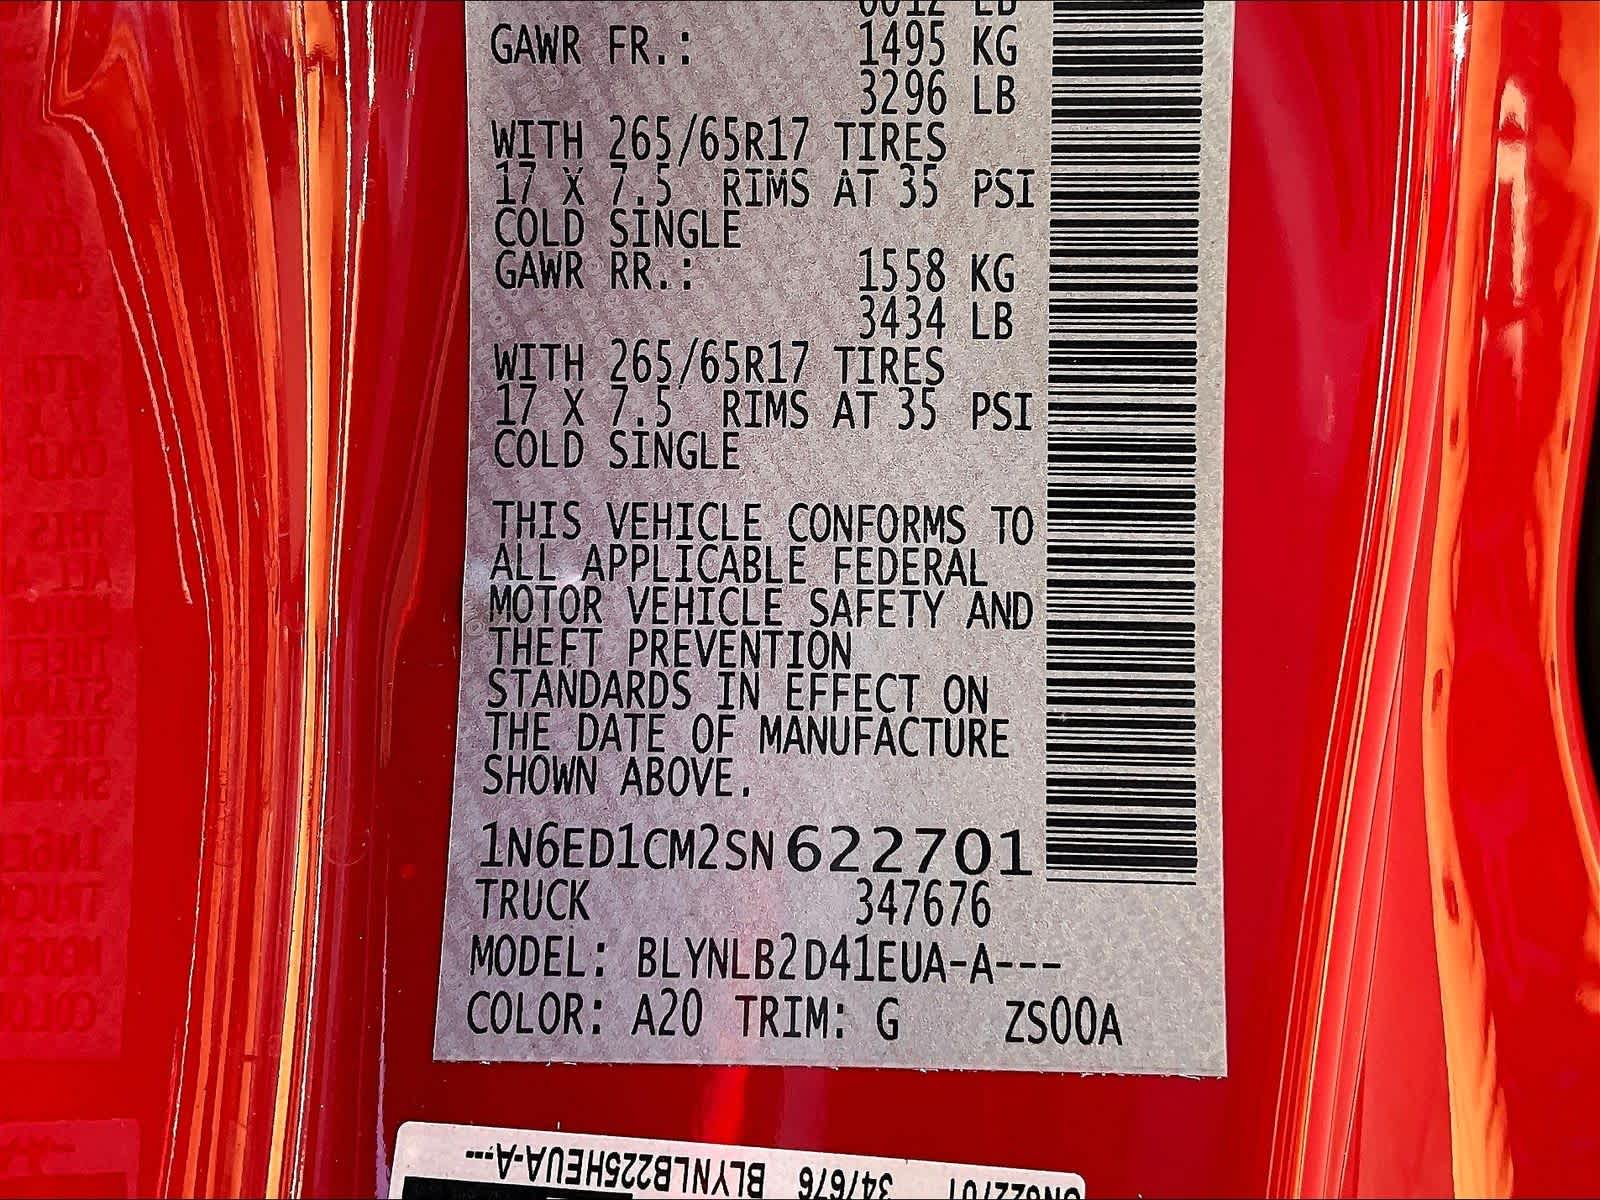 GAWR FR.: 1495 KG
3296 LB
WITH 265/65R17 TIRES
17 X 7.5 RIMS AT 35 PSI
COLD SINGLE
GAWR RR.: 1558 KG
3434 LB
WITH 265/65R17 TIRES
17 X 7.5 RIMS AT 35 PSI
COLD SINGLE
THIS VEHICLE CONFORMS TO
ALL APPLICABLE FEDERAL
MOTOR VEHICLE SAFETY AND
THEFT PREVENTION
STANDARDS IN EFFECT ON
THE DATE OF MANUFACTURE
SHOWN ABOVE.
1N6ED1CM2SN622701
TRUCK 347676
MODEL: BLYNLB2D41EUA-A---
COLOR: A20 TRIM: G ZS00A
347676 BLYNLB225HEUA-A---